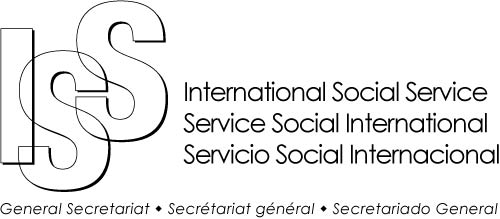 ISS
International Social Service
Service Social International
Servicio Social Internacional
General Secretariat ◆ Secrétariat général ◆ Secretariado General